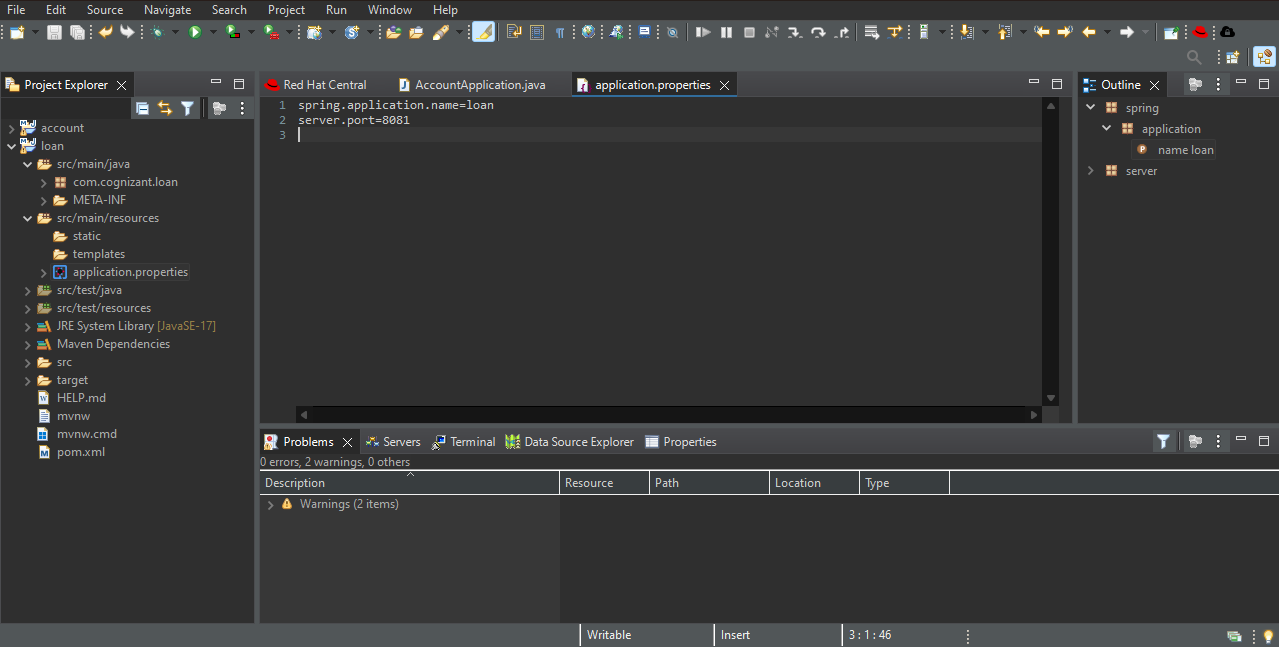 File Edit Source Navigate Search Project Run Window Help
Project Explorer
account
loan
src/main/java
com.cognizant.loan
META-INF
src/main/resources
static
templates
application.properties
src/test/java
src/test/resources
JRE System Library [JavaSE-17]
Maven Dependencies
src
target
HELP.md
mvnw
mvnw.cmd
pom.xml
Red Hat Central AccountApplication.java application.properties
1 spring.application.name=loan
2 server.port=8081
3
Outline
spring
application
name loan
server
Problems Servers Terminal Data Source Explorer Properties
0 errors, 2 warnings, 0 others
Description Resource Path Location Type
Warnings (2 items)
Writable Insert 3 : 1 : 46